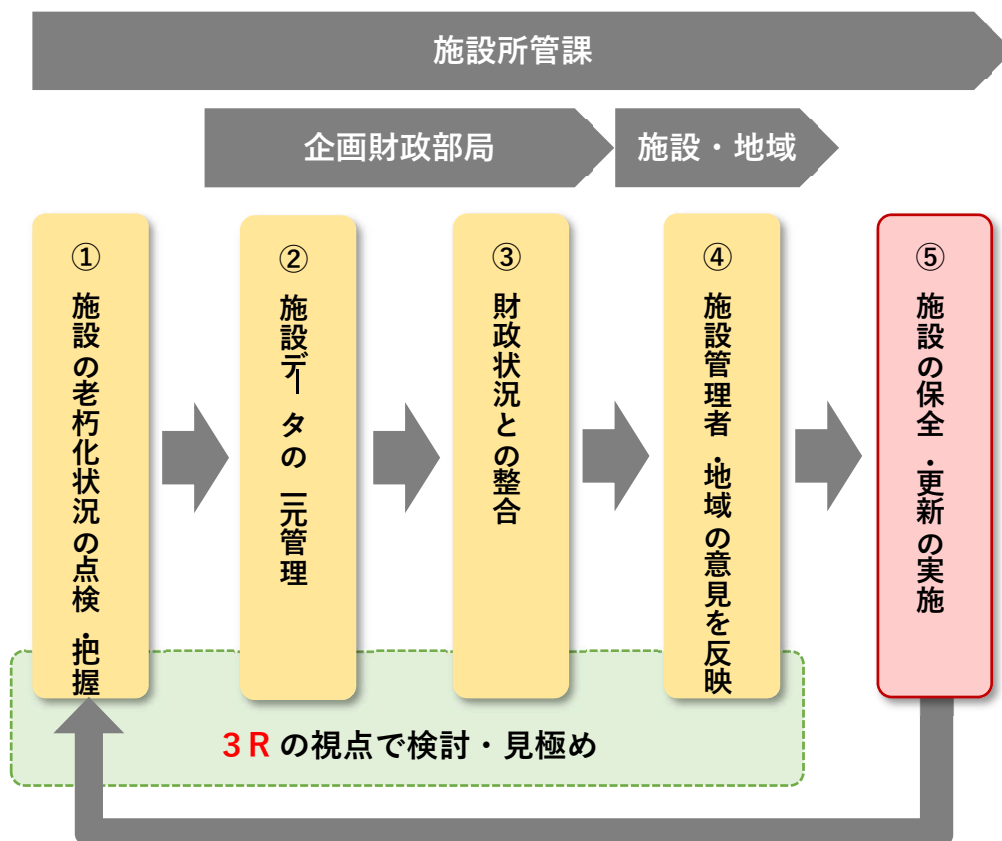 施設所管課
企画財政部局
施設・地域
① 施設の老朽化状況の点検・把握
② 施設データの一元管理
③ 財政状況との整合
④ 施設管理者・地域の意見を反映
⑤ 施設の保全・更新の実施
3Rの視点で検討・見極め